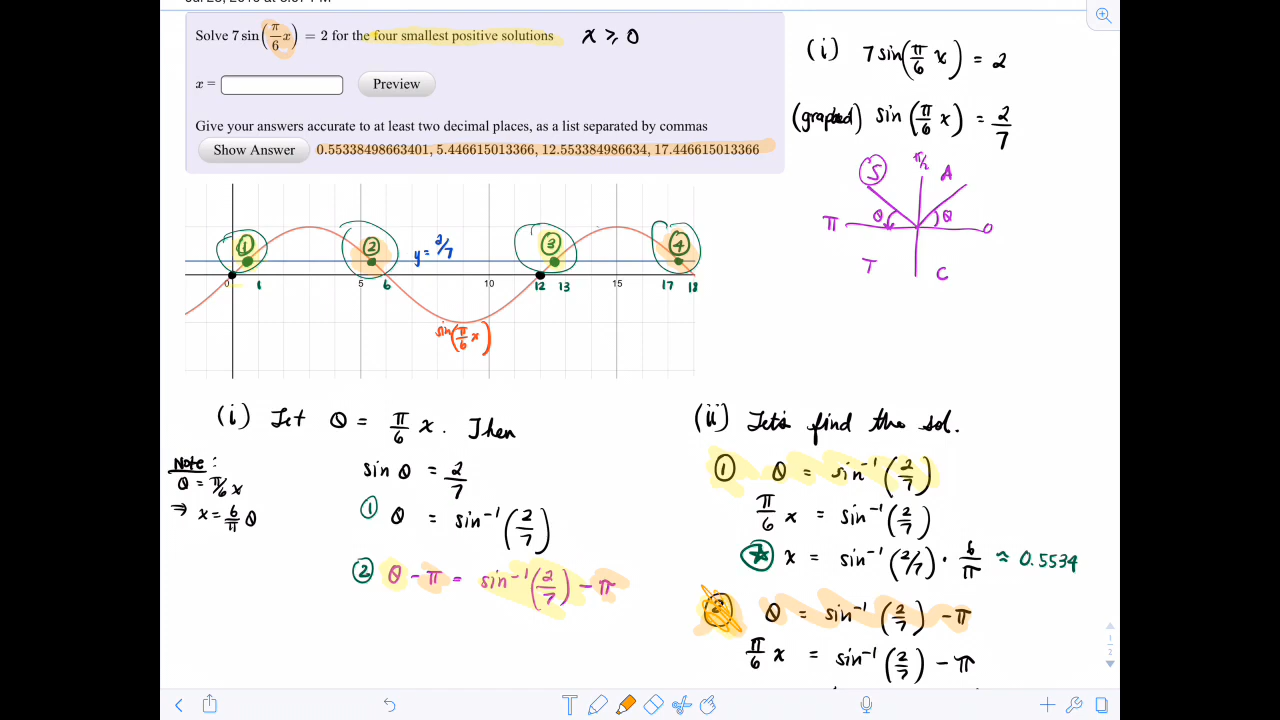 Solve 7 sin(π/6 x) = 2 for the four smallest positive solutions x ⩾ 0
x =
Preview
Give your answers accurate to at least two decimal places, as a list separated by commas
Show Answer 0.55338498663401, 5.446615013366, 12.553384986634, 17.446615013366
(i) 7 sin(π/6 x) = 2
(graphed) sin(π/6 x) = 2/7
S π/2 A
π θ θ 0
T C
1 2 y = 2/7 3 4
0 1 5 6 10 12 13 15 17 18
sin(π/6 x)
(i) Let θ = π/6 x. Then
Note:
θ = π/6 x
⇒ x = 6/π θ
sin θ = 2/7
① θ = sin⁻¹(2/7)
② θ - π = sin⁻¹(2/7) - π
(ii) Let's find the sol.
① θ = sin⁻¹(2/7)
π/6 x = sin⁻¹(2/7)
x = sin⁻¹(2/7) · 6/π ≈ 0.5534
② θ = sin⁻¹(2/7) - π
π/6 x = sin⁻¹(2/7) - π
1/2